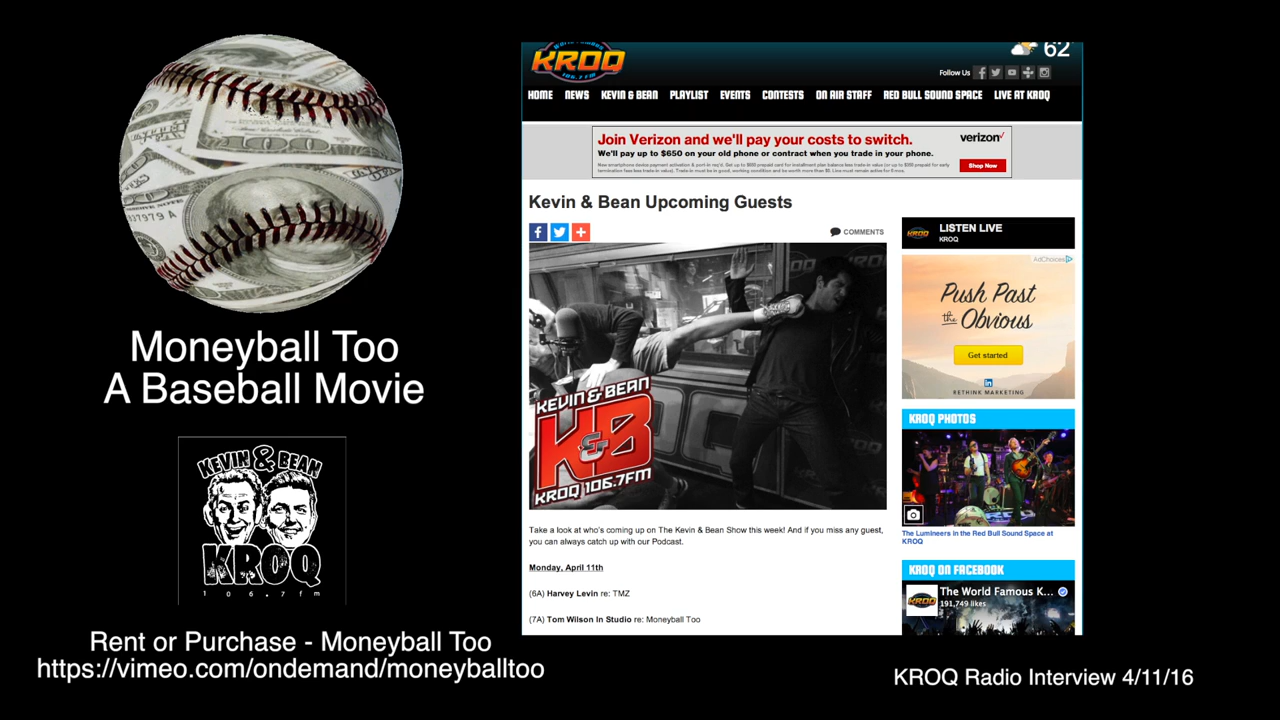 Moneyball Too
A Baseball Movie
KEVIN & BEAN
KROQ
106.7fm
Rent or Purchase - Moneyball Too
https://vimeo.com/ondemand/moneyballtoo
KROQ
106.7 FM
62°
Follow Us
HOME NEWS KEVIN & BEAN PLAYLIST EVENTS CONTESTS ON AIR STAFF RED BULL SOUND SPACE LIVE AT KROQ
Join Verizon and we'll pay your costs to switch.
We'll pay up to $650 on your old phone or contract when you trade in your phone.
verizon
Shop Now
Kevin & Bean Upcoming Guests
COMMENTS
KEVIN & BEAN
K&B
KROQ 106.7FM
Take a look at who's coming up on The Kevin & Bean Show this week! And if you miss any guest,
you can always catch up with our Podcast.
Monday, April 11th
(6A) Harvey Levin re: TMZ
(7A) Tom Wilson In Studio re: Moneyball Too
LISTEN LIVE
KROQ
AdChoices
Push Past
the Obvious
Get started
in
RETHINK MARKETING
KROQ PHOTOS
The Lumineers in the Red Bull Sound Space at
KROQ
KROQ ON FACEBOOK
The World Famous K...
191,749 likes
KROQ Radio Interview 4/11/16